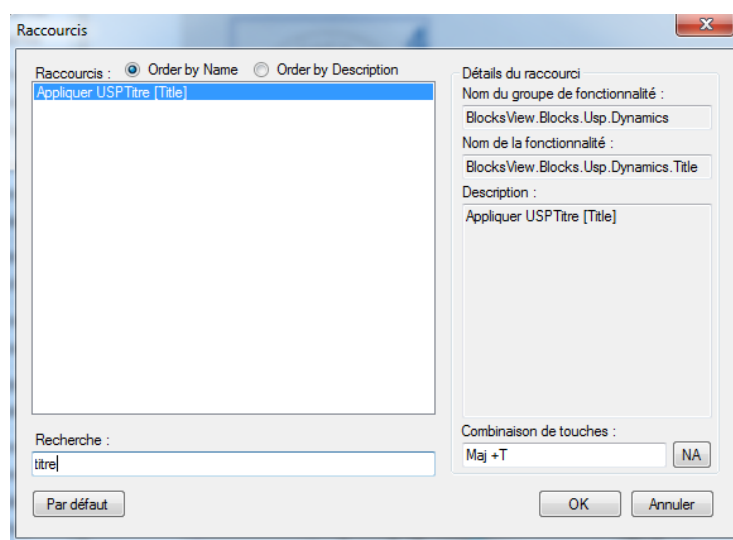 Raccourcis
Raccourcis :
Order by Name
Order by Description
Appliquer USPTitre [Title]
Recherche :
titre
Par défaut
Détails du raccourci
Nom du groupe de fonctionnalité :
BlocksView.Blocks.Usp.Dynamics
Nom de la fonctionnalité :
BlocksView.Blocks.Usp.Dynamics.Title
Description :
Appliquer USPTitre [Title]
Combinaison de touches :
Maj +T
NA
OK
Annuler